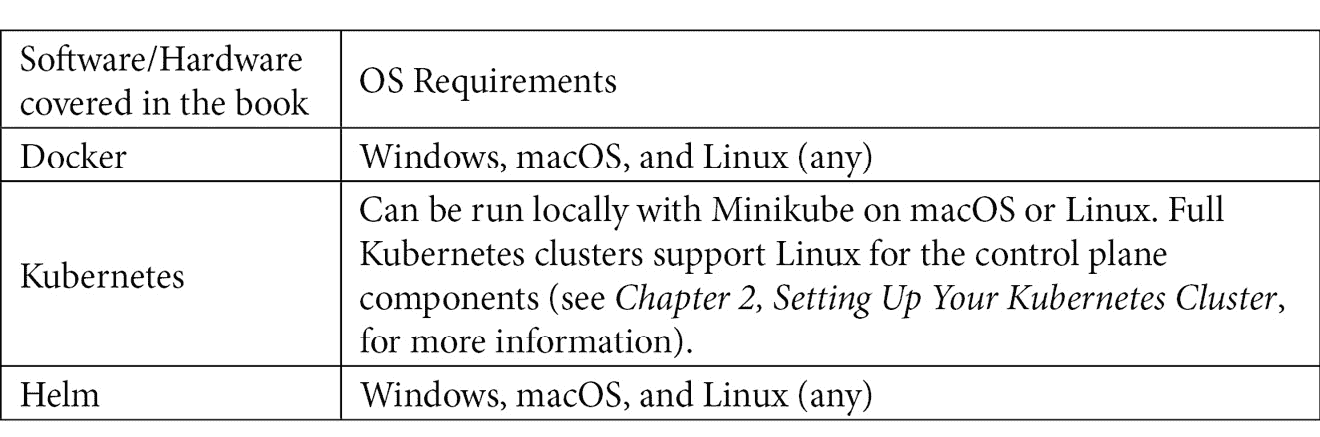 Software/Hardware
covered in the book
OS Requirements
Docker
Windows, macOS, and Linux (any)
Kubernetes
Can be run locally with Minikube on macOS or Linux. Full
Kubernetes clusters support Linux for the control plane
components (see Chapter 2, Setting Up Your Kubernetes Cluster,
for more information).
Helm
Windows, macOS, and Linux (any)